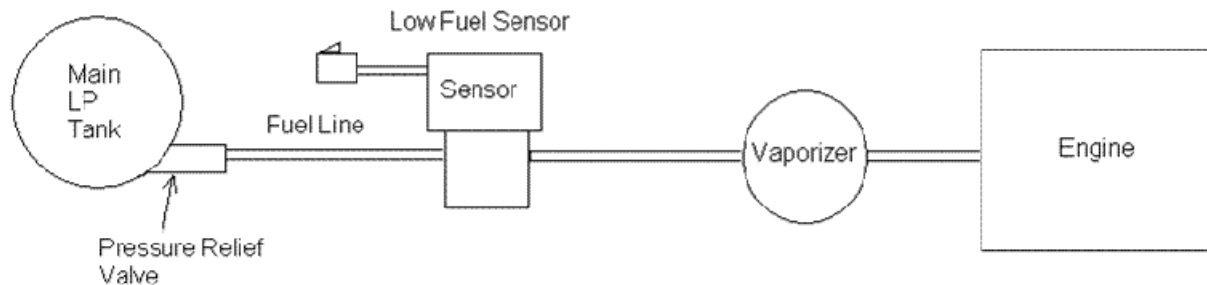 Low Fuel Sensor
Main
LP
Tank
Sensor
Fuel Line
Vaporizer
Engine
Pressure Relief
Valve